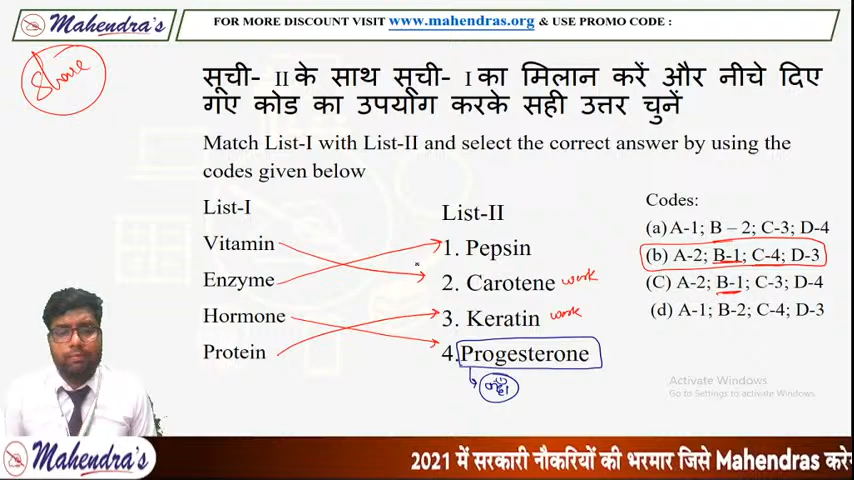 Mahendra's
FOR MORE DISCOUNT VISIT www.mahendras.org & USE PROMO CODE :
Mahendra's
Share
सूची- II के साथ सूची- I का मिलान करें और नीचे दिए
गए कोड का उपयोग करके सही उत्तर चुनें
Match List-I with List-II and select the correct answer by using the
codes given below
List-I
Vitamin
Enzyme
Hormone
Protein
List-II
1. Pepsin
2. Carotene work
3. Keratin work
4. Progesterone
Codes:
(a) A-1; B – 2; C-3; D-4
(b) A-2; B-1; C-4; D-3
(C) A-2; B-1; C-3; D-4
(d) A-1; B-2; C-4; D-3
Activate Windows
Go to Settings to activate Windows.
Mahendra's
2021 में सरकारी नौकरियों की भरमार जिसे Mahendras करे